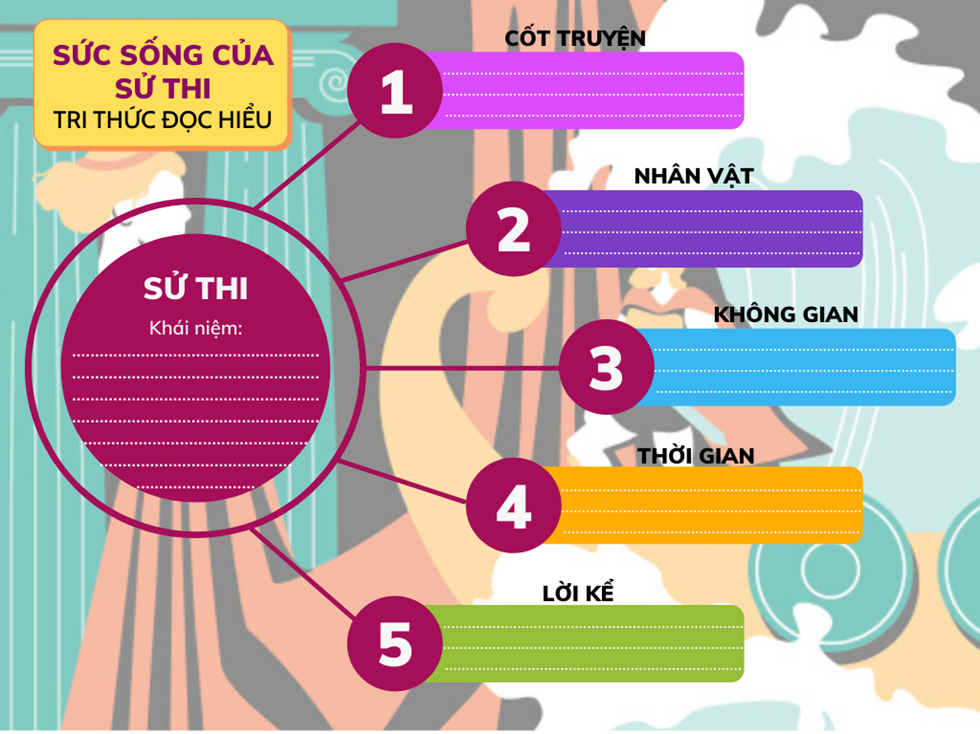 SỨC SỐNG CỦA
SỬ THI
TRI THỨC ĐỌC HIỂU
SỬ THI
Khái niệm:
1
CỐT TRUYỆN
2
NHÂN VẬT
3
KHÔNG GIAN
4
THỜI GIAN
5
LỜI KỂ